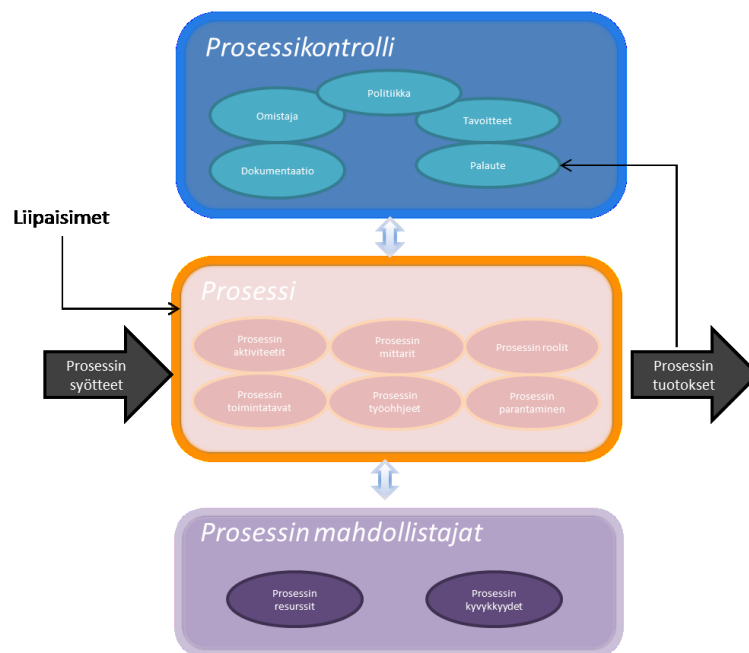 Prosessikontrolli
Politiikka
Omistaja
Tavoitteet
Dokumentaatio
Palaute
Liipaisimet
Prosessi
Prosessin
aktiviteetit
Prosessin
mittarit
Prosessin roolit
Prosessin
syötteet
Prosessin
tuotokset
Prosessin
toimintatavat
Prosessin
työohhjeet
Prosessin
parantaminen
Prosessin mahdollistajat
Prosessin
resurssit
Prosessin
kyvykkyydet